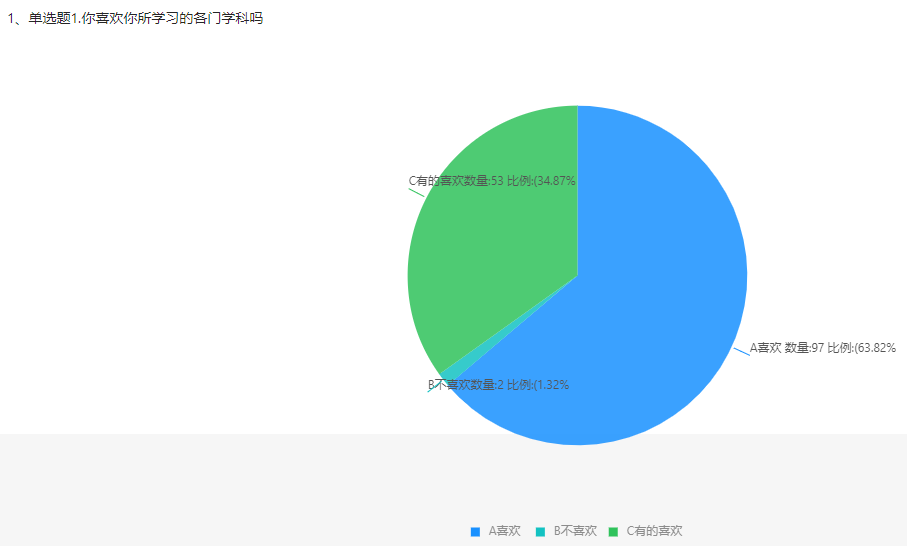 1、单选题1.你喜欢你所学习的各门学科吗
C有的喜欢数量:53 比例:(34.87%
A喜欢 数量:97 比例:(63.82%
B不喜欢数量:2 比例:(1.32%
A喜欢 B不喜欢 C有的喜欢